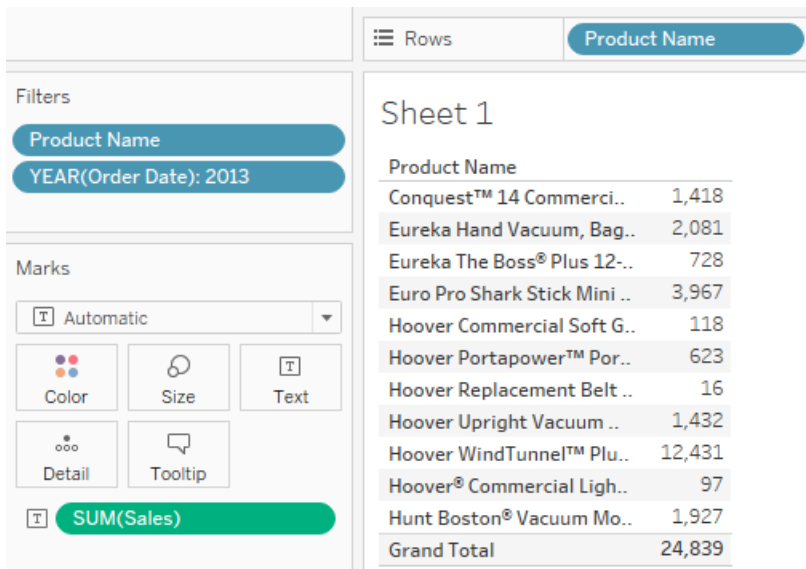 Rows Product Name
Filters
Product Name
YEAR(Order Date): 2013
Marks
T Automatic
Color Size T Text
Detail Tooltip
T SUM(Sales)
Sheet 1
Product Name
Conquest™ 14 Commerci.. 1,418
Eureka Hand Vacuum, Bag.. 2,081
Eureka The Boss® Plus 12-.. 728
Euro Pro Shark Stick Mini .. 3,967
Hoover Commercial Soft G.. 118
Hoover Portapower™ Por.. 623
Hoover Replacement Belt .. 16
Hoover Upright Vacuum .. 1,432
Hoover WindTunnel™ Plu.. 12,431
Hoover® Commercial Ligh.. 97
Hunt Boston® Vacuum Mo.. 1,927
Grand Total 24,839